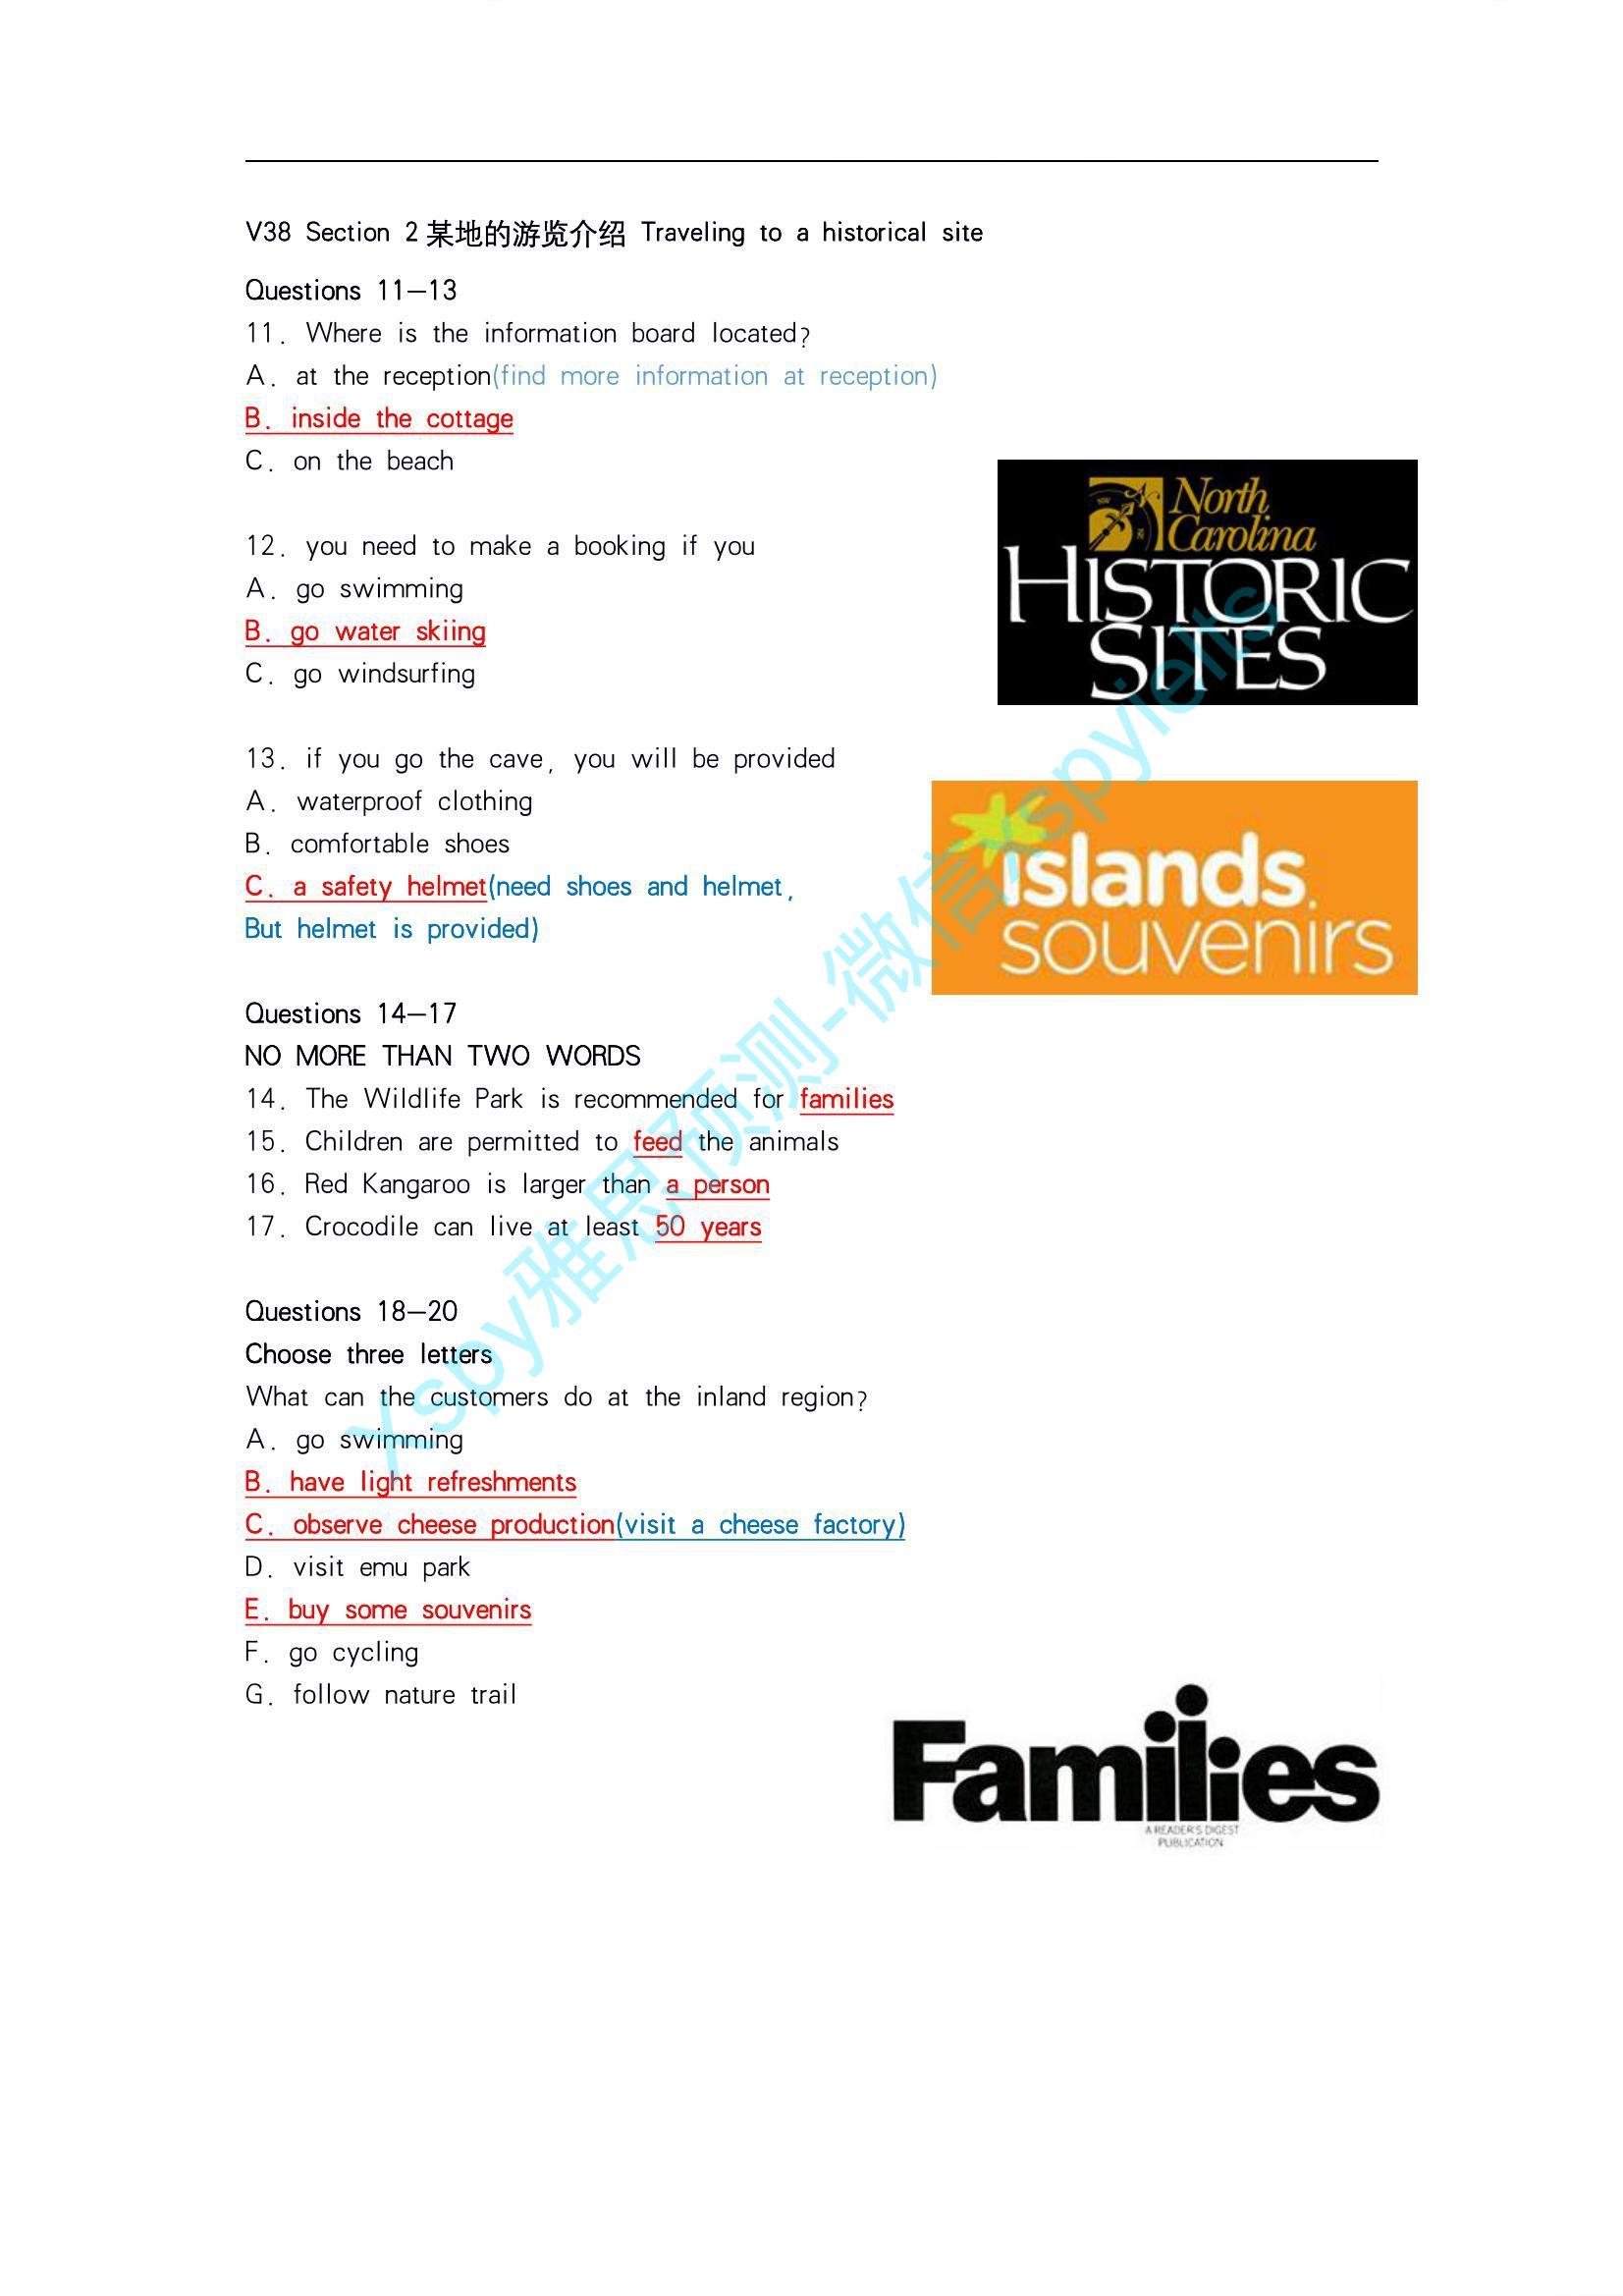 V38 Section 2某地的游览介绍 Traveling to a historical site
Questions 11—13
11. Where is the information board located?
A. at the reception(find more information at reception)
B. inside the cottage
C. on the beach
North
Carolina
HISTORIC
SITES
12. you need to make a booking if you
A. go swimming
B. go water skiing
C. go windsurfing
13. if you go the cave, you will be provided
A. waterproof clothing
B. comfortable shoes
C. a safety helmet(need shoes and helmet,
But helmet is provided)
islands
souvenirs
Questions 14—17
NO MORE THAN TWO WORDS
14. The Wildlife Park is recommended for families
15. Children are permitted to feed the animals
16. Red Kangaroo is larger than a person
17. Crocodile can live at least 50 years
Questions 18—20
Choose three letters
What can the customers do at the inland region?
A. go swimming
B. have light refreshments
C. observe cheese production(visit a cheese factory)
D. visit emu park
E. buy some souvenirs
F. go cycling
G. follow nature trail
Families
A READER'S DIGEST
PUBLICATION
Xspy雅思预测-微信xspyielts